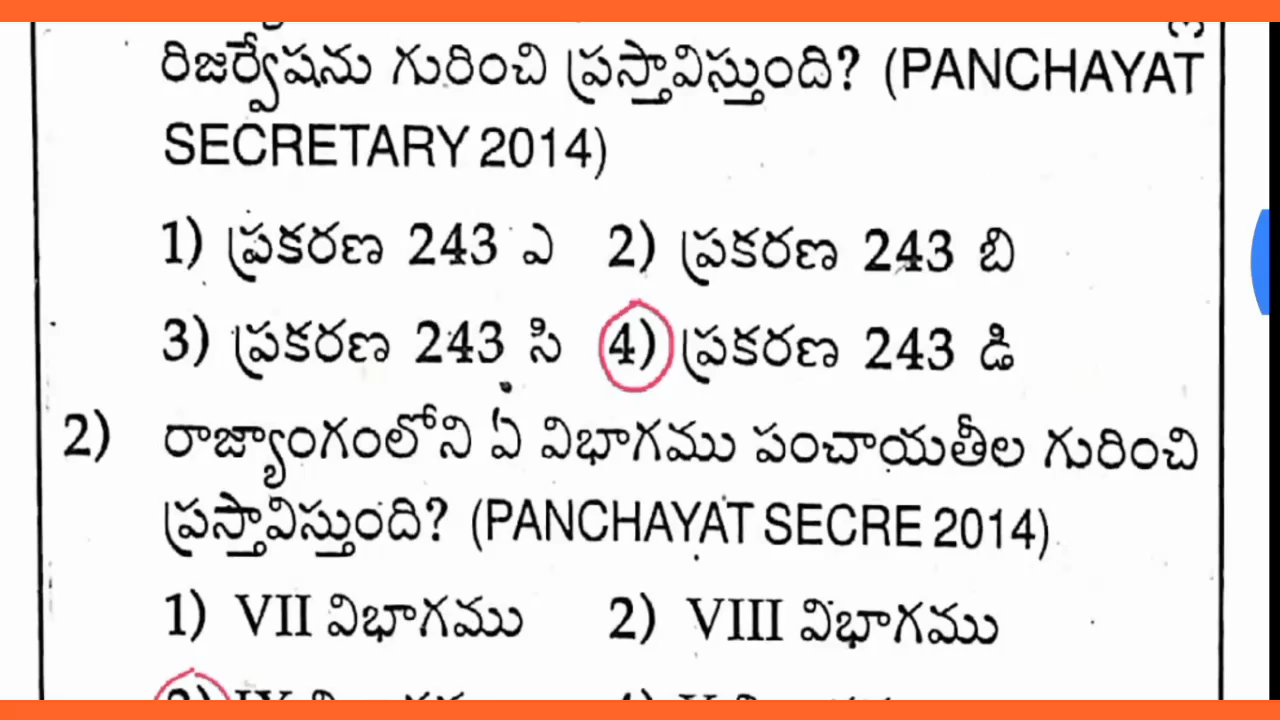 రిజర్వేషను గురించి ప్రస్తావిస్తుంది? (PANCHAYAT
SECRETARY 2014)
1) ప్రకరణ 243 ఎ 2) ప్రకరణ 243 బి
3) ప్రకరణ 243 సి 4) ప్రకరణ 243 డి
2) రాజ్యాంగంలోని ఏ విభాగము పంచాయతీల గురించి
ప్రస్తావిస్తుంది? (PANCHAYAT SECRE 2014)
1) VII విభాగము 2) VIII విభాగము